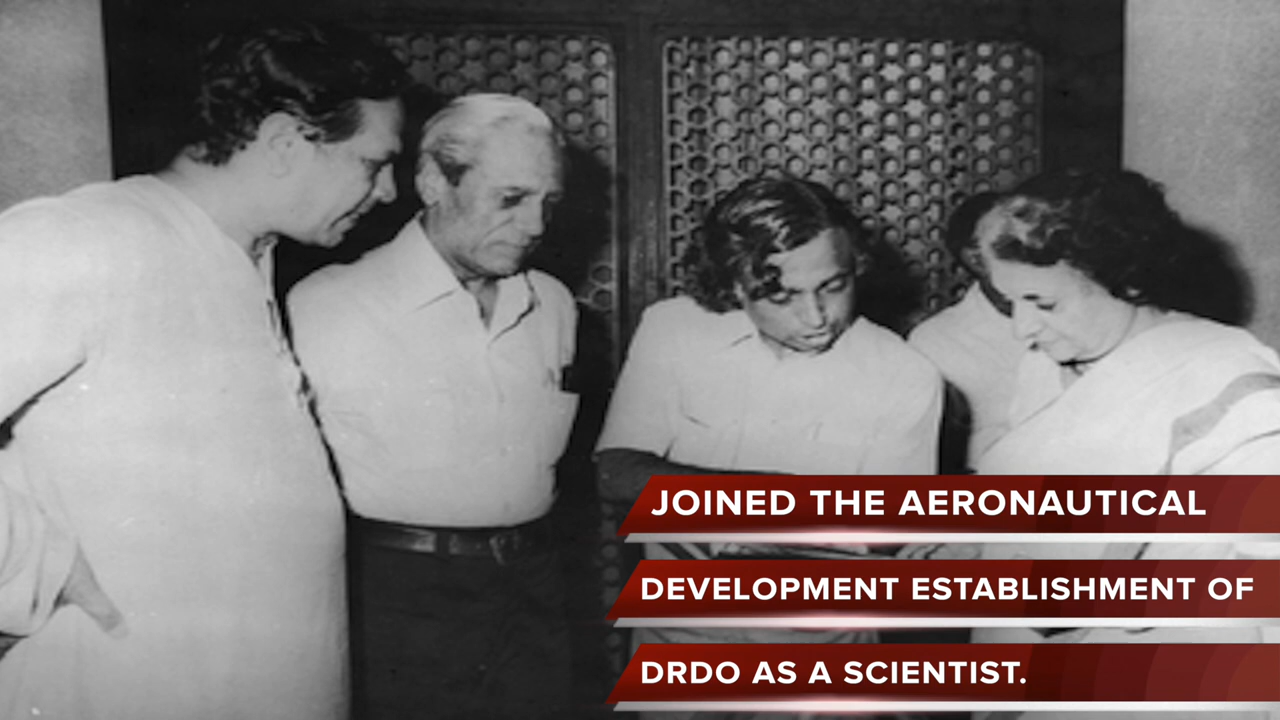 JOINED THE AERONAUTICAL
DEVELOPMENT ESTABLISHMENT OF
DRDO AS A SCIENTIST.